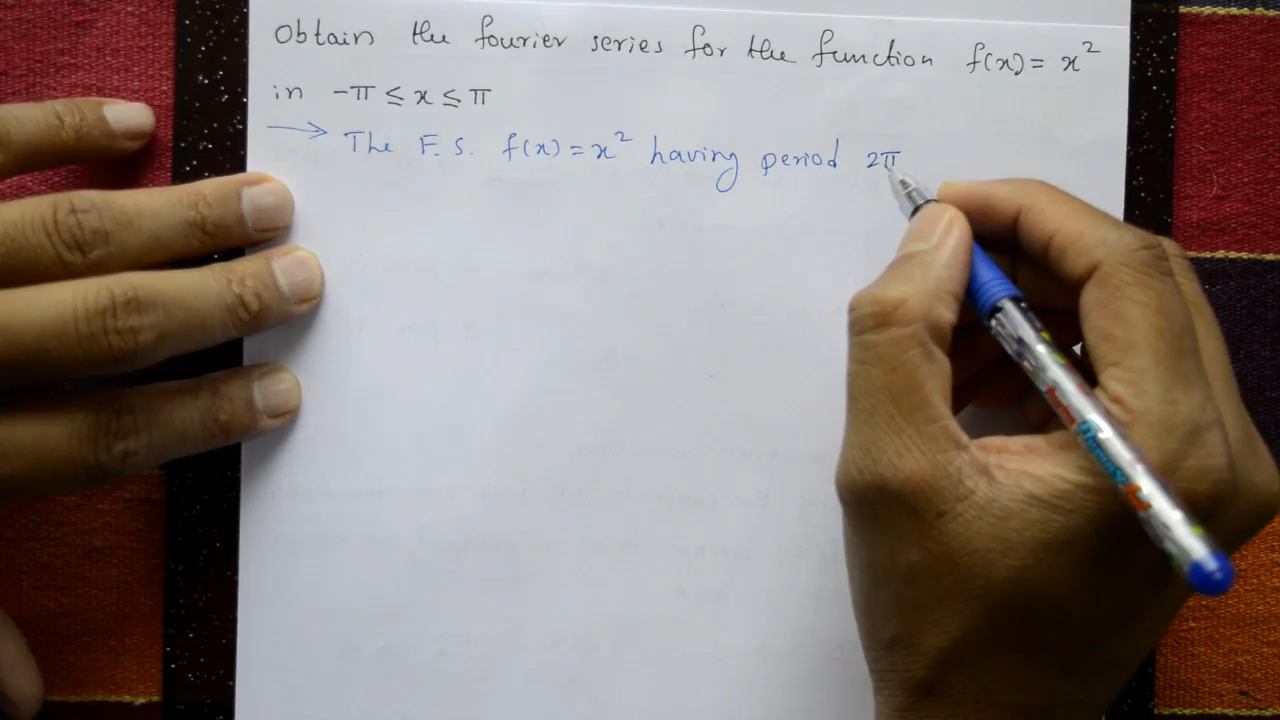 Obtain the fourier series for the function f(x) = x²
in -π ≤ x ≤ π
→ The F.S. f(x) = x² having period 2π